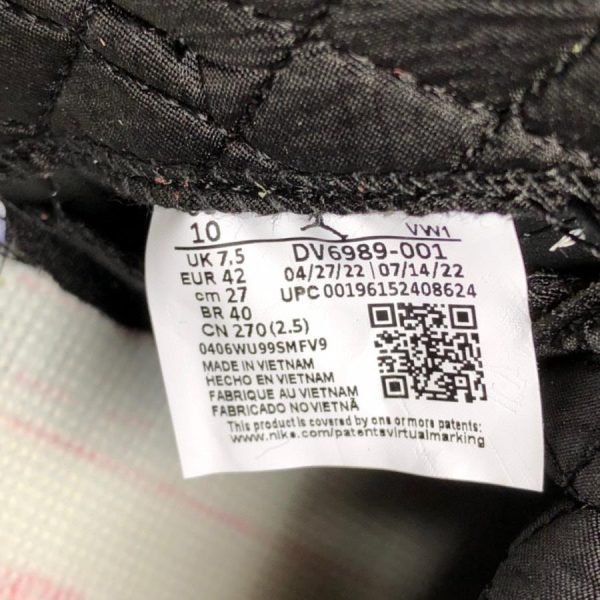 10 VW1
UK 7.5 DV6989-001
EUR 42 04/27/22 07/14/22
cm 27 UPC 00196152408624
BR 40
CN 270 (2.5)
0406WU99SMFV9
MADE IN VIETNAM
HECHO EN VIETNAM
FABRIQUE AU VIETNAM
FABRICADO NO VIETNÃ
This product is covered by one or more patents:
www.nike.com/patentsvirtualmarking